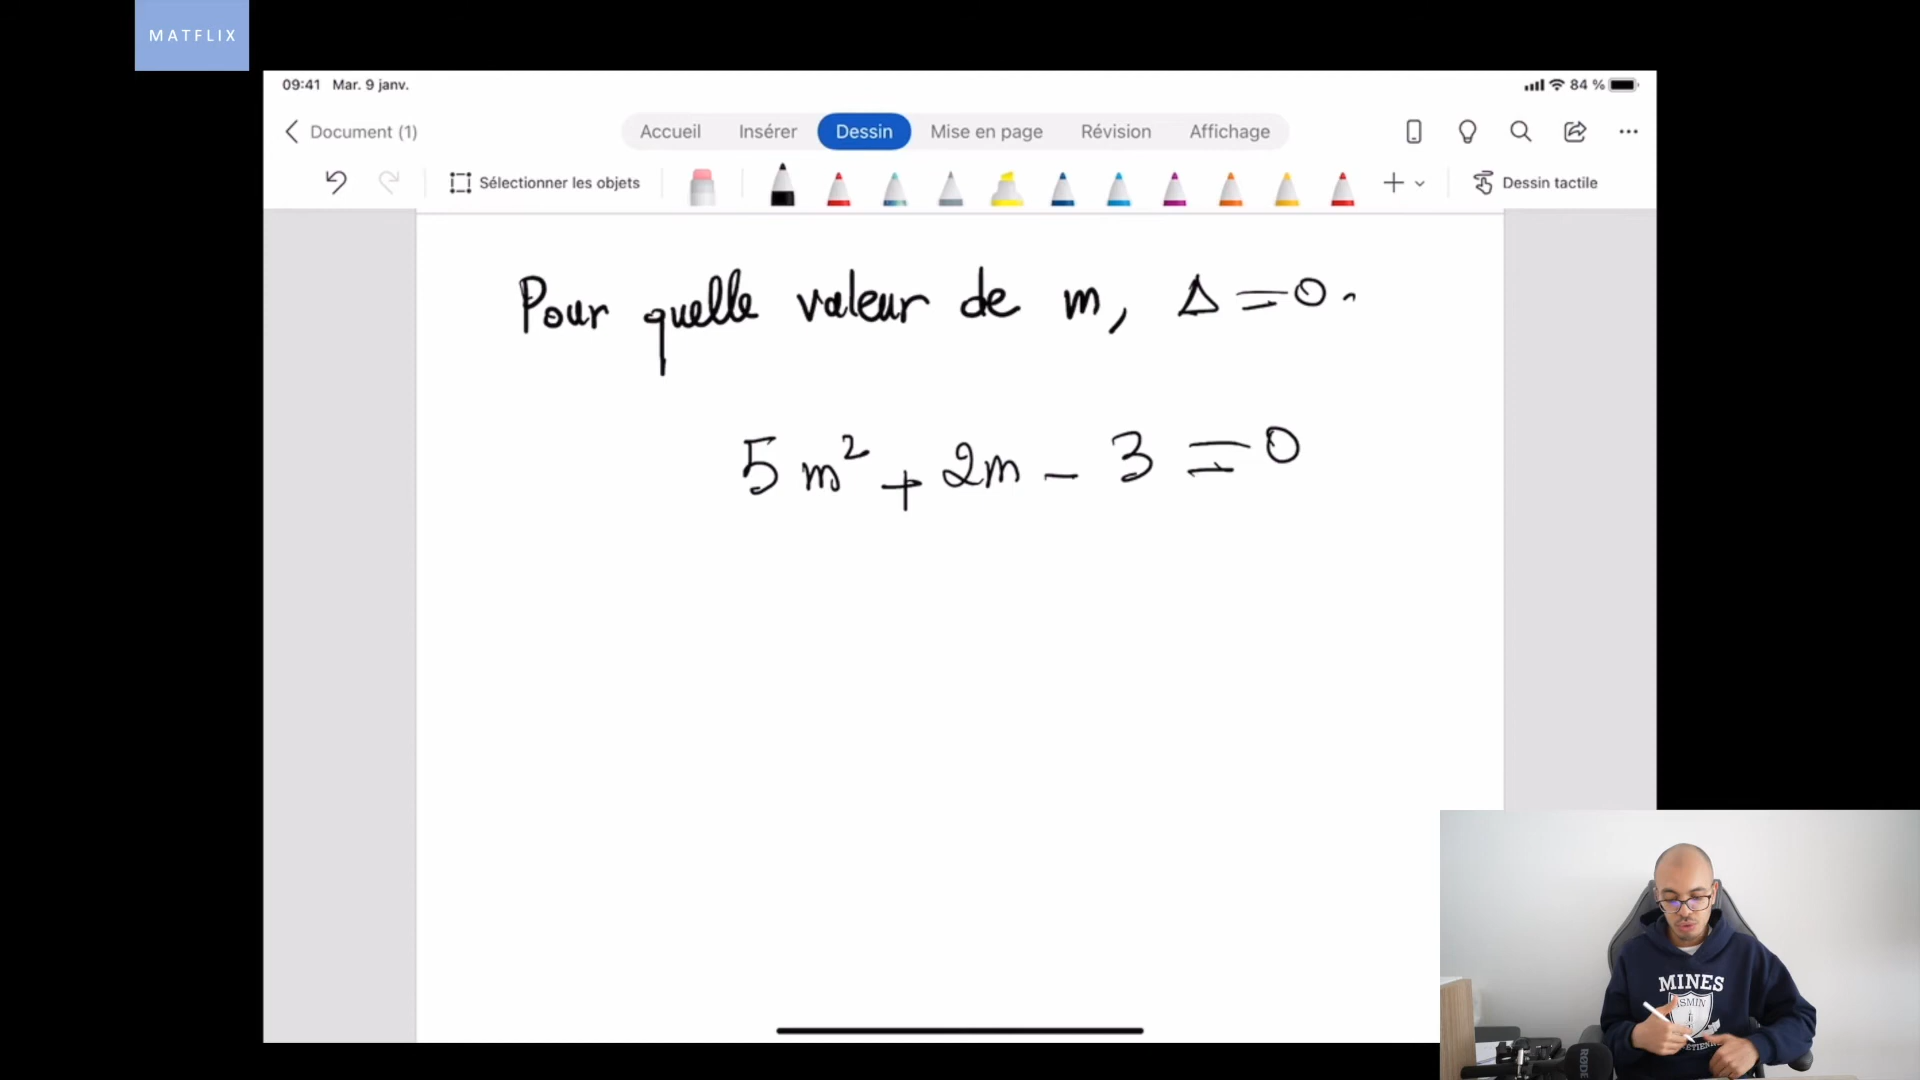 MATFLIX
09:41 Mar. 9 janv.
84 %
Document (1)
Accueil Insérer Dessin Mise en page Révision Affichage
Sélectionner les objets
Dessin tactile
Pour quelle valeur de m, Δ = 0.
5m² + 2m - 3 = 0
MINES
RØDE